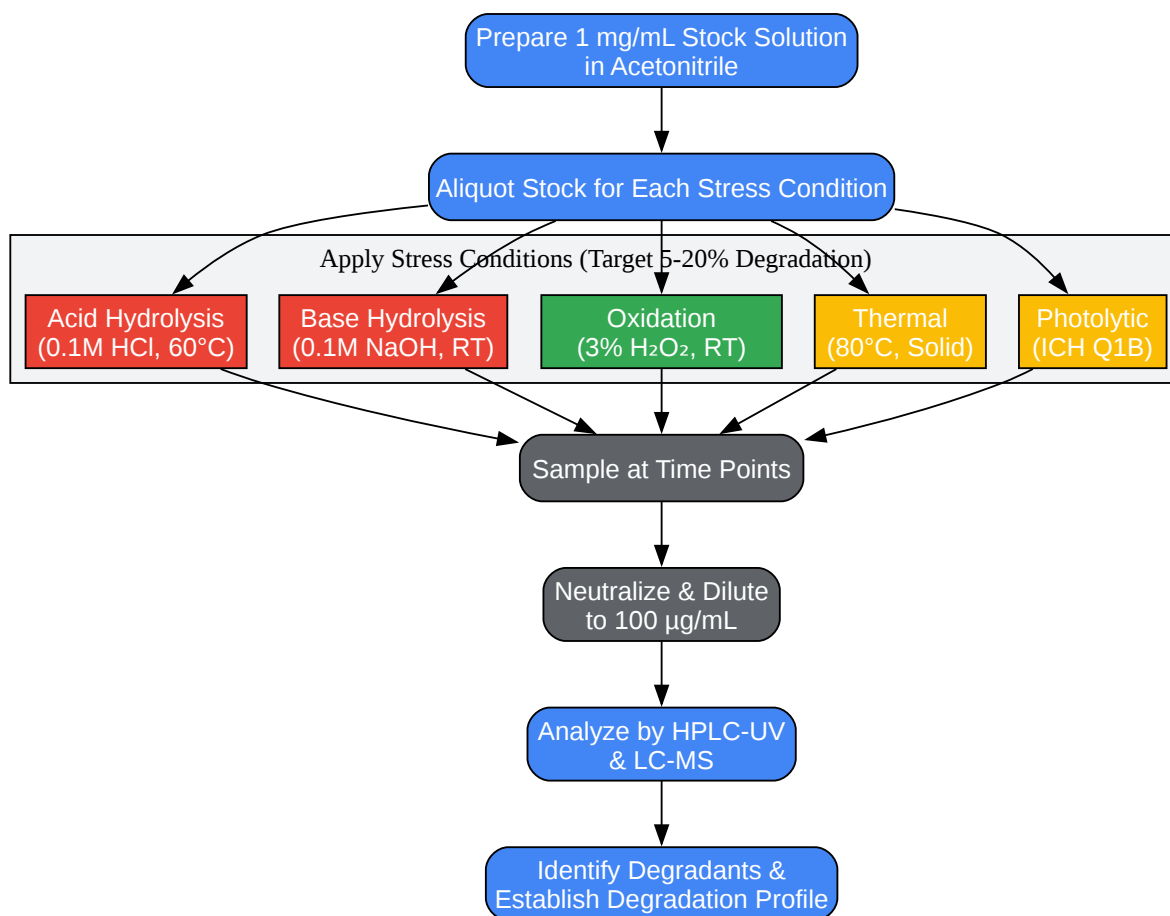 Prepare 1 mg/mL Stock Solution
in Acetonitrile
Aliquot Stock for Each Stress Condition
Apply Stress Conditions (Target 5-20% Degradation)
Acid Hydrolysis
(0.1M HCl, 60°C)
Base Hydrolysis
(0.1M NaOH, RT)
Oxidation
(3% H₂O₂, RT)
Thermal
(80°C, Solid)
Photolytic
(ICH Q1B)
Sample at Time Points
Neutralize & Dilute
to 100 µg/mL
Analyze by HPLC-UV
& LC-MS
Identify Degradants &
Establish Degradation Profile